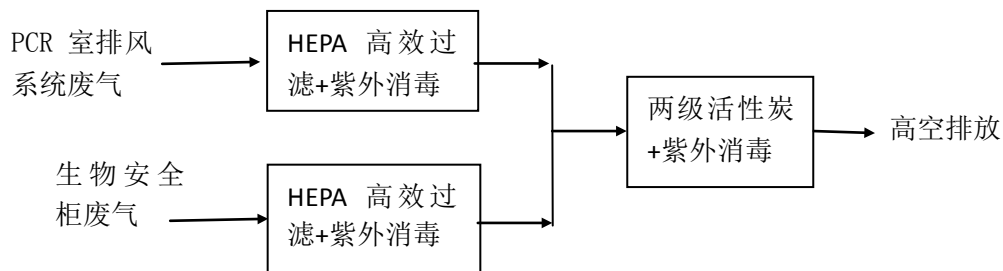 PCR 室排风
系统废气
HEPA 高效过
滤+紫外消毒
生物安全
柜废气
HEPA 高效过
滤+紫外消毒
两级活性炭
+紫外消毒
高空排放